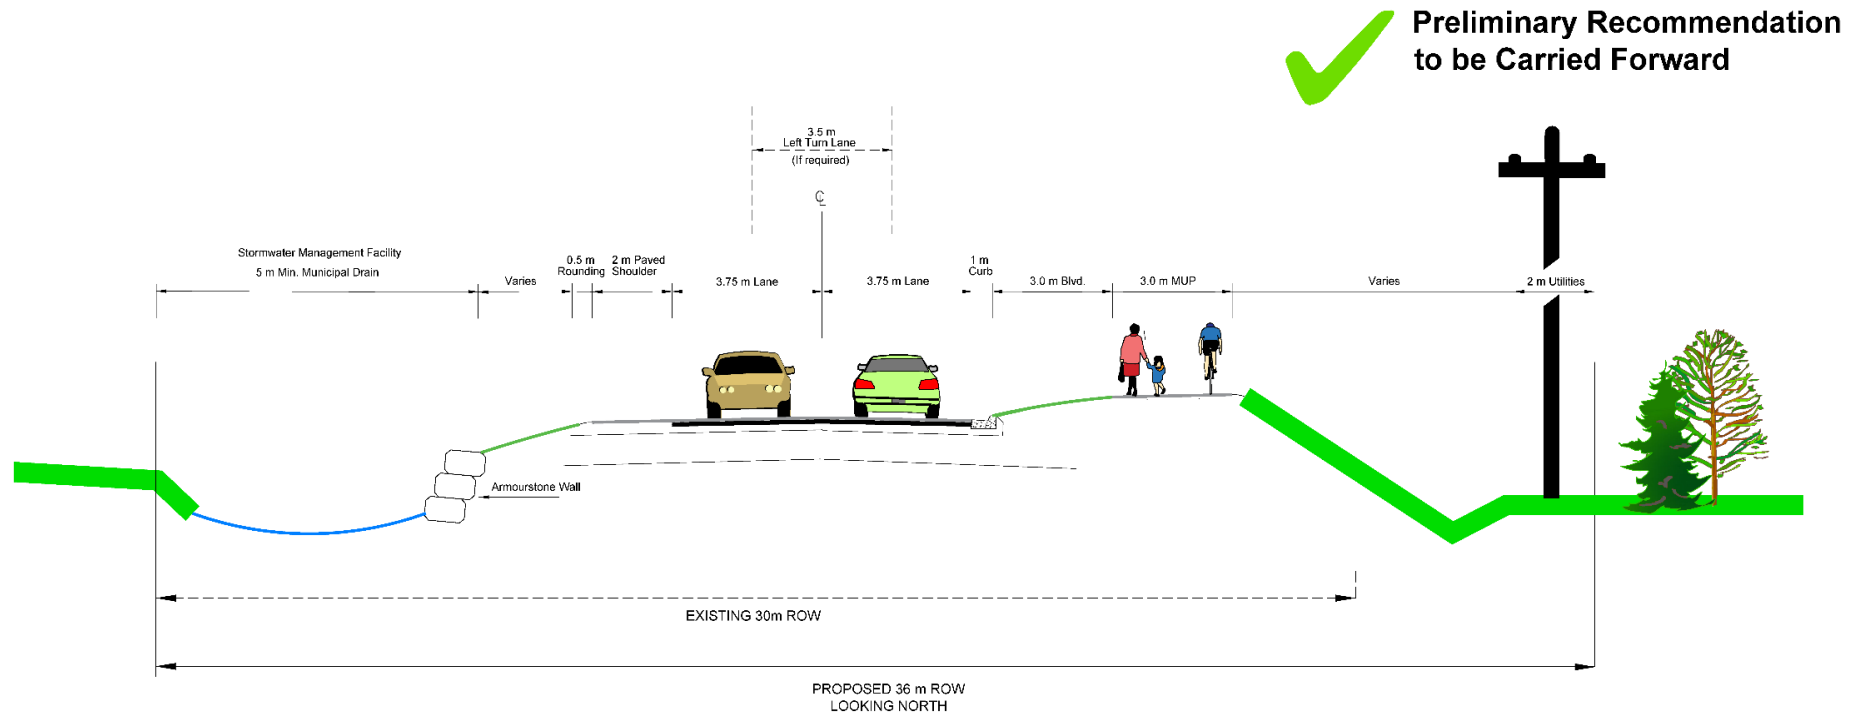 Preliminary Recommendation
to be Carried Forward
3.5 m
Left Turn Lane
(If required)
CL
Stormwater Management Facility
5 m Min. Municipal Drain
Varies
0.5 m
Rounding
2 m Paved
Shoulder
3.75 m Lane
3.75 m Lane
1 m
Curb
3.0 m Blvd.
3.0 m MUP
Varies
2 m Utilities
Armourstone Wall
EXISTING 30m ROW
PROPOSED 36 m ROW
LOOKING NORTH